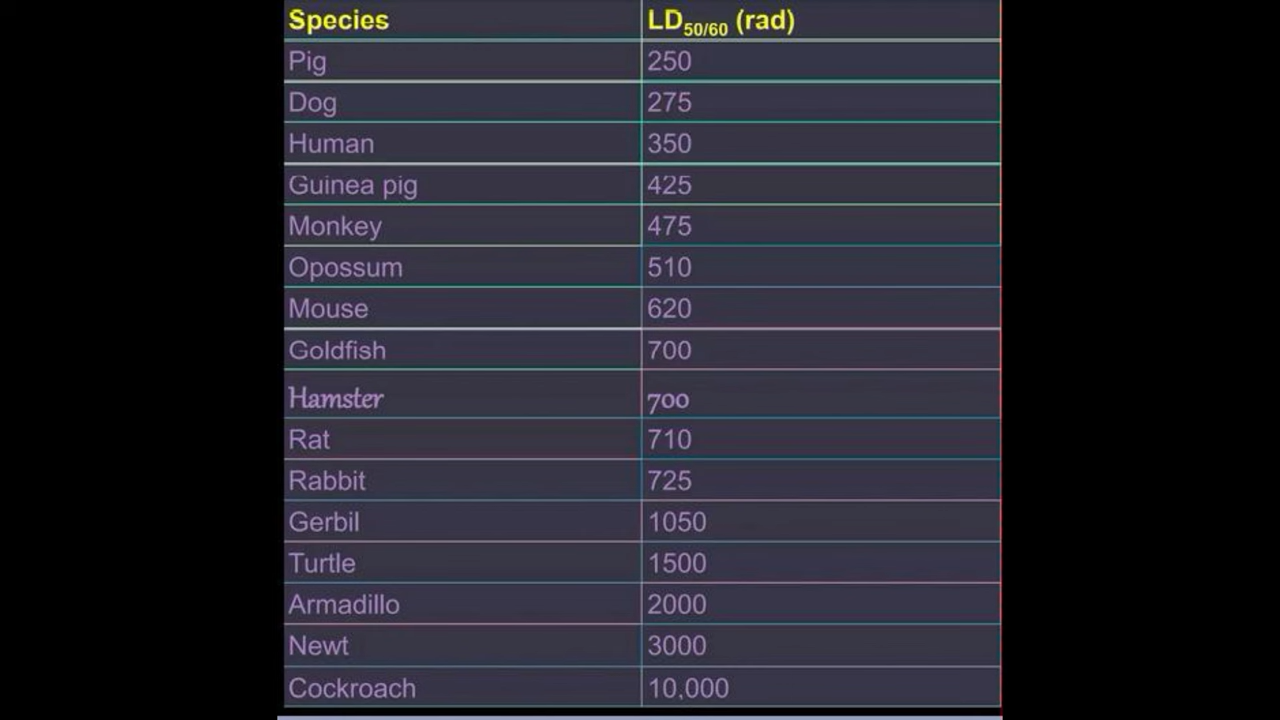 Species LD50/60 (rad)
Pig 250
Dog 275
Human 350
Guinea pig 425
Monkey 475
Opossum 510
Mouse 620
Goldfish 700
Hamster 700
Rat 710
Rabbit 725
Gerbil 1050
Turtle 1500
Armadillo 2000
Newt 3000
Cockroach 10,000